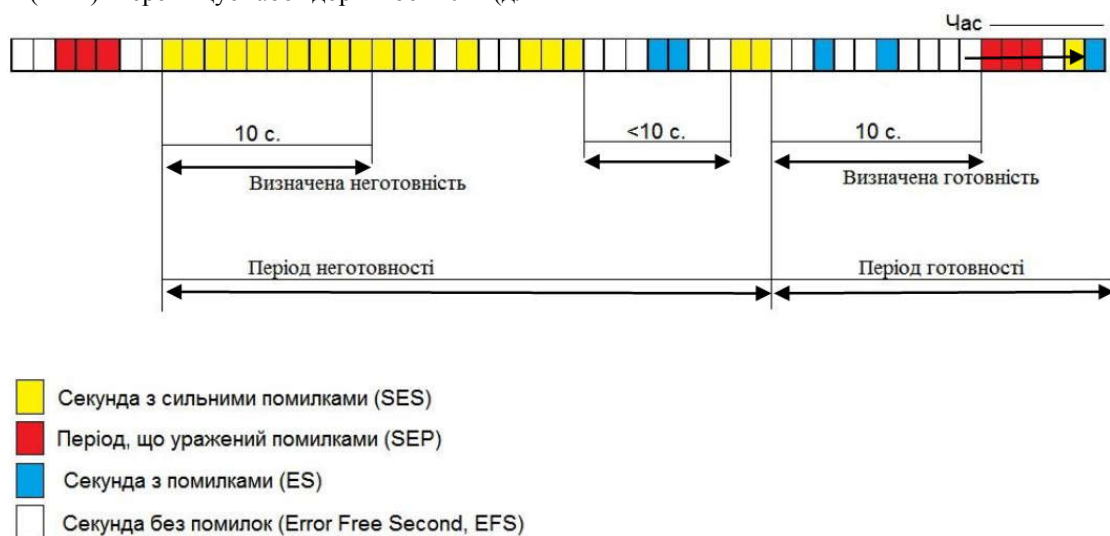 Час
10 с.
<10 с.
10 с.
Визначена неготовність
Визначена готовність
Період неготовності
Період готовності
Секунда з сильними помилками (SES)
Період, що уражений помилками (SEP)
Секунда з помилками (ES)
Секунда без помилок (Error Free Second, EFS)